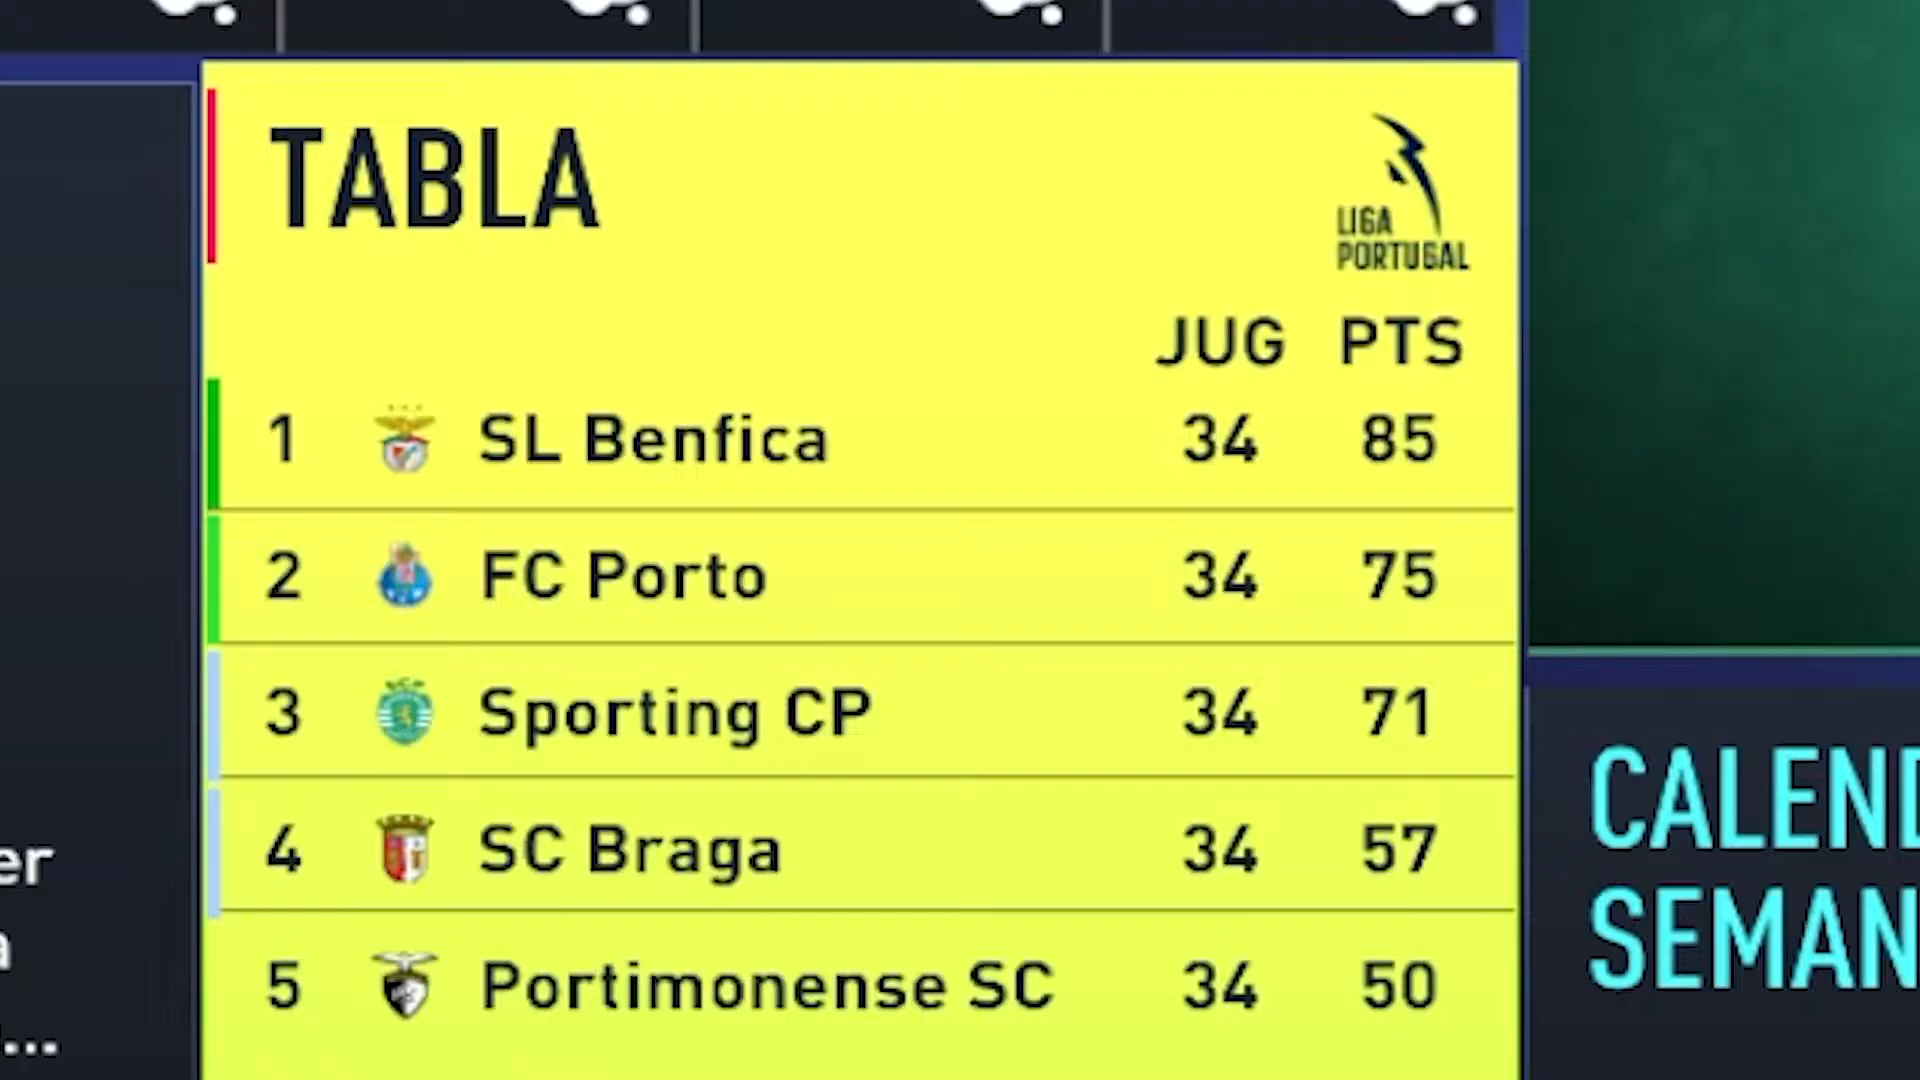 TABLA
LIGA
PORTUGAL
JUG PTS
1 SL Benfica 34 85
2 FC Porto 34 75
3 Sporting CP 34 71
4 SC Braga 34 57
5 Portimonense SC 34 50
er
a
...
CALEND
SEMAN